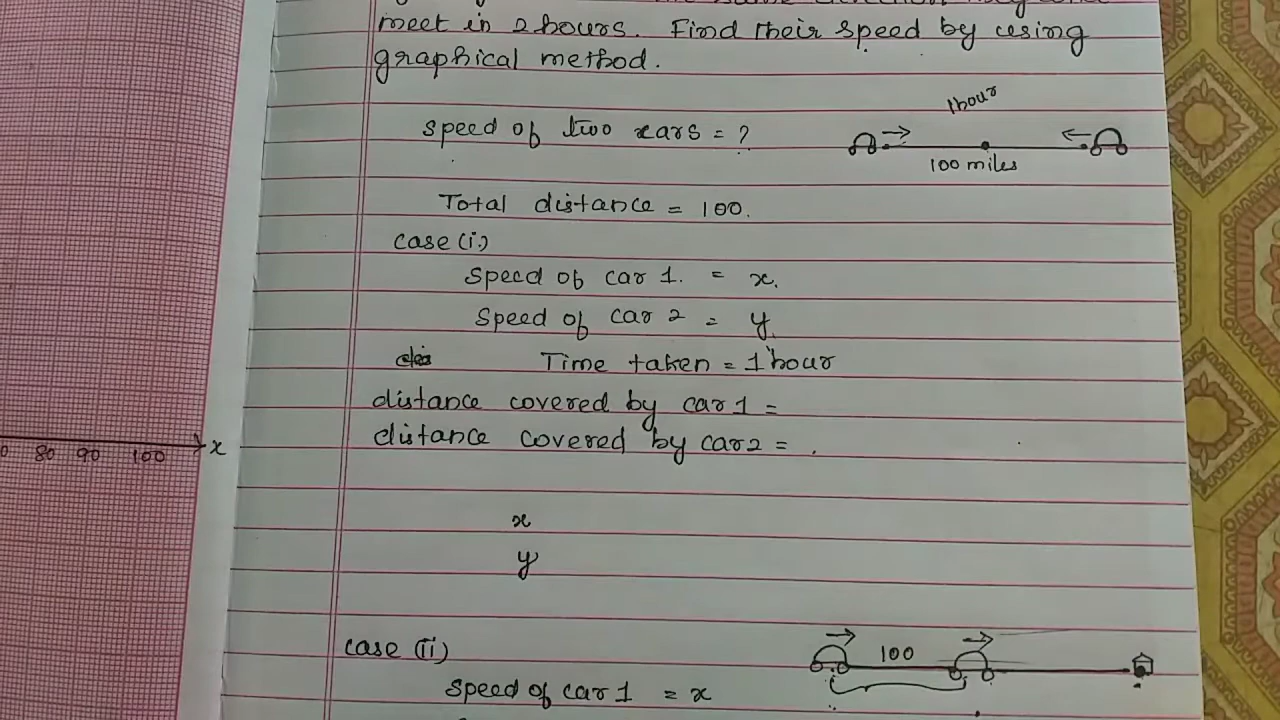 meet in 2 hours. Find their speed by using
graphical method.
1 hour
speed of two cars = ?
100 miles
Total distance = 100.
case (i)
Speed of car 1. = x.
Speed of car 2 = y.
Time taken = 1 hour
distance covered by car 1 =
distance covered by car 2 = .
80 90 100 x
x
y
case (ii)
100
Speed of car 1 = x